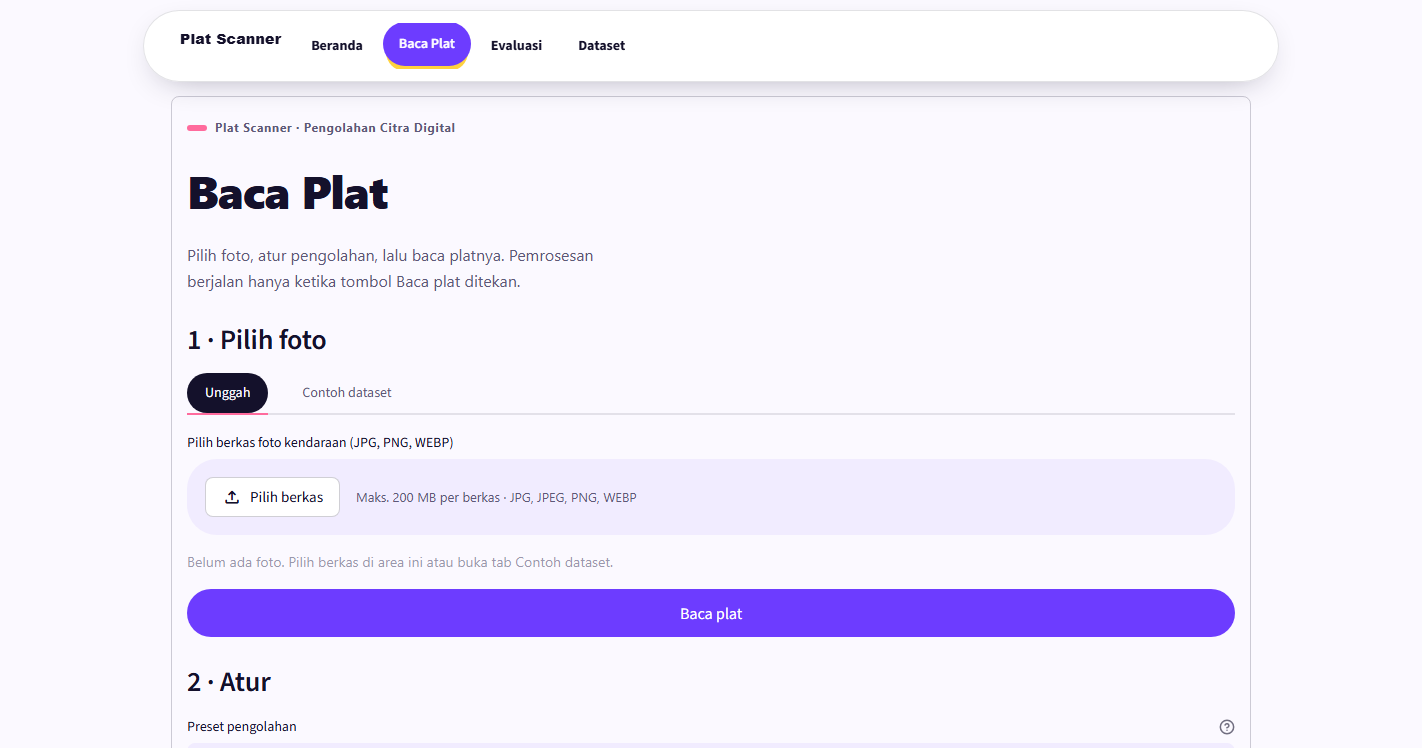 Plat Scanner
Beranda
Baca Plat
Evaluasi
Dataset
Plat Scanner · Pengolahan Citra Digital
Baca Plat
Pilih foto, atur pengolahan, lalu baca platnya. Pemrosesan
berjalan hanya ketika tombol Baca plat ditekan.
1 · Pilih foto
Unggah
Contoh dataset
Pilih berkas foto kendaraan (JPG, PNG, WEBP)
Pilih berkas
Maks. 200 MB per berkas · JPG, JPEG, PNG, WEBP
Belum ada foto. Pilih berkas di area ini atau buka tab Contoh dataset.
Baca plat
2 · Atur
Preset pengolahan
?